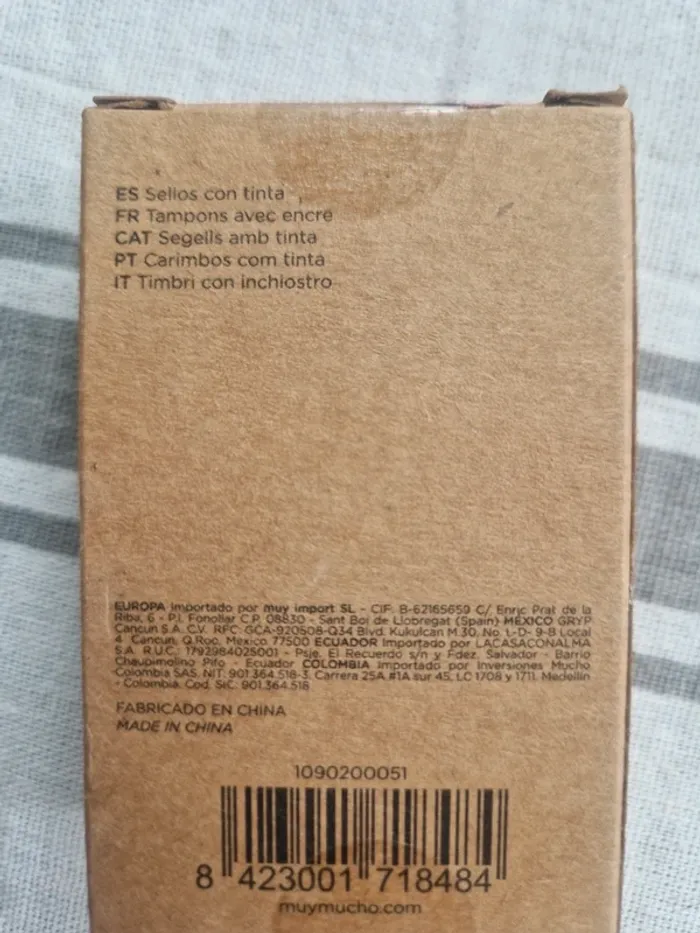 ES Sellos con tinta
FR Tampons avec encre
CAT Segells amb tinta
PT Carimbos com tinta
IT Timbri con inchiostro
EUROPA Importado por muy import SL - CIF: B-62165659 C/ Enric Prat de la
Riba, 6 - P.I. Fonollar C.P. 08830 - Sant Boi de Llobregat (Spain) MÉXICO GRYP
Cancun S.A. C.V. RFC: GCA-920508-Q34 Blvd. Kukulcan M 30, No. L-D- 9-B Local
4 Cancun, Q.Roo, Mexico 77500 ECUADOR Importado por LACASACONALMA
S.A. R.U.C.: 1792984025001 - Psje. El Recuerdo s/n y Fdez. Salvador - Barrio
Chaupimolino Pifo - Ecuador COLOMBIA Importado por Inversiones Mucho
Colombia SAS. NIT: 901.364.518-3. Carrera 25A #1A sur 45, LC 1708 y 1711. Medellin
- Colombia. Cod. SIC: 901.364.518
FABRICADO EN CHINA
MADE IN CHINA
1090200051
8 423001 718484
muymucho.com